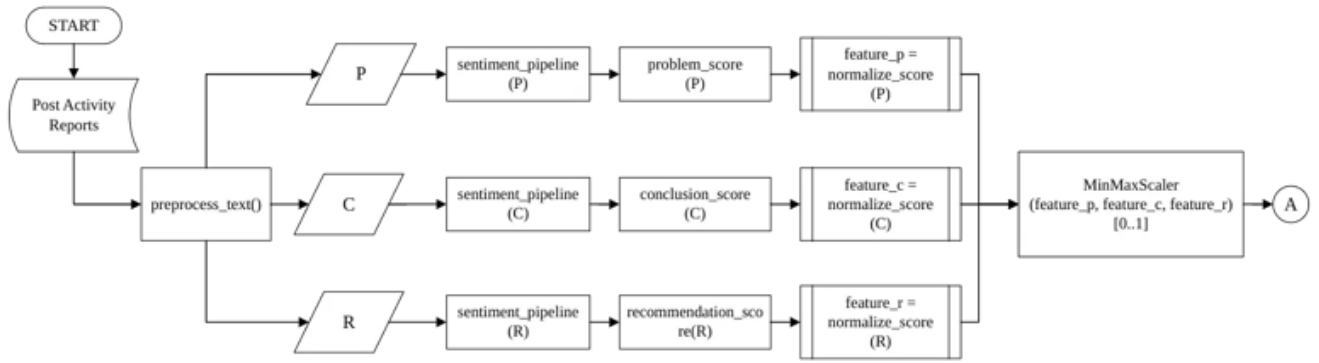 START
Post Activity
Reports
preprocess_text()
P
sentiment_pipeline
(P)
problem_score
(P)
feature_p =
normalize_score
(P)
C
sentiment_pipeline
(C)
conclusion_score
(C)
feature_c =
normalize_score
(C)
R
sentiment_pipeline
(R)
recommendation_sco
re(R)
feature_r =
normalize_score
(R)
MinMaxScaler
(feature_p, feature_c, feature_r)
[0..1]
A